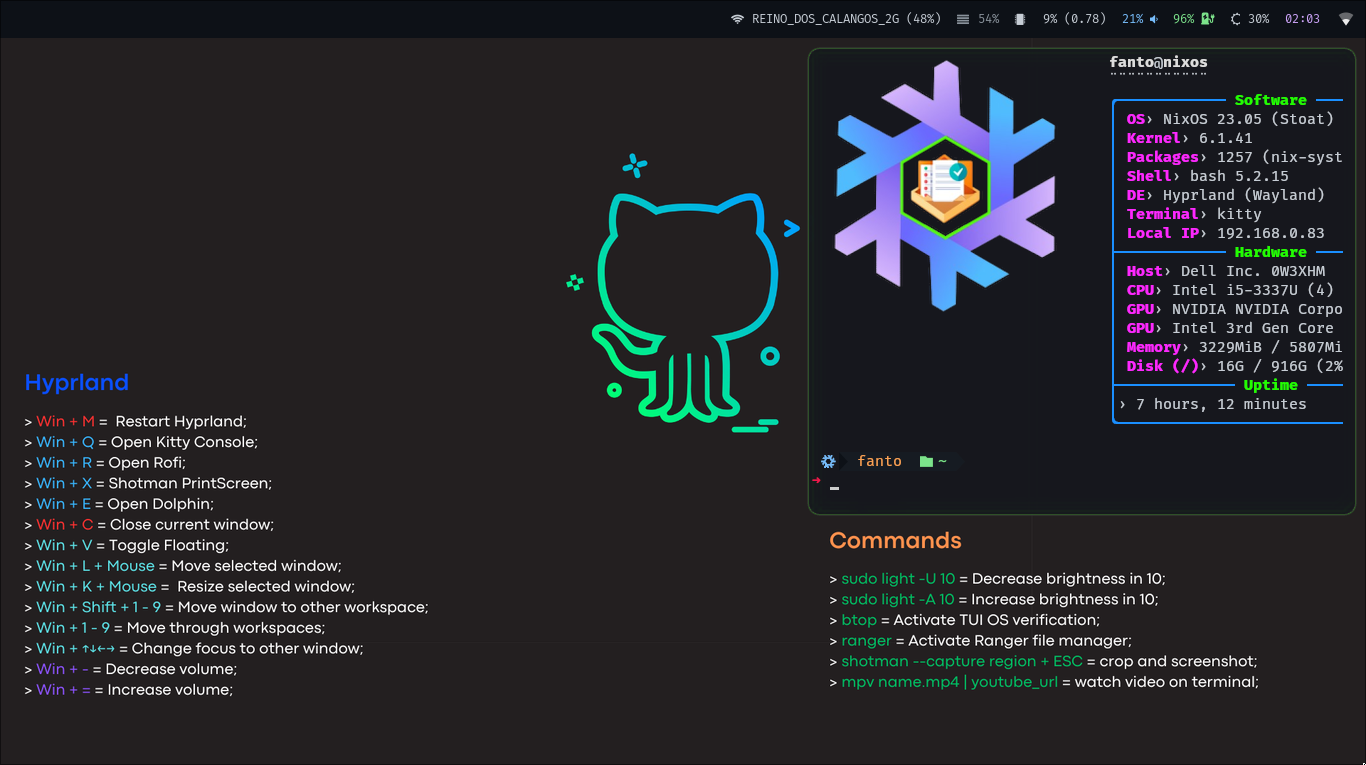 REINO_DOS_CALANGOS_2G (48%) 54% 9% (0.78) 21% 96% 30% 02:03
fanto@nixos
Software
OS› NixOS 23.05 (Stoat)
Kernel› 6.1.41
Packages› 1257 (nix-syst
Shell› bash 5.2.15
DE› Hyprland (Wayland)
Terminal› kitty
Local IP› 192.168.0.83
Hardware
Host› Dell Inc. 0W3XHM
CPU› Intel i5-3337U (4)
GPU› NVIDIA NVIDIA Corpo
GPU› Intel 3rd Gen Core
Memory› 3229MiB / 5807Mi
Disk (/)› 16G / 916G (2%
Uptime
› 7 hours, 12 minutes
fanto ~
Hyprland
> Win + M =  Restart Hyprland;
> Win + Q = Open Kitty Console;
> Win + R = Open Rofi;
> Win + X = Shotman PrintScreen;
> Win + E = Open Dolphin;
> Win + C = Close current window;
> Win + V = Toggle Floating;
> Win + L + Mouse = Move selected window;
> Win + K + Mouse =  Resize selected window;
> Win + Shift + 1 - 9 = Move window to other workspace;
> Win + 1 - 9 = Move through workspaces;
> Win + ↑↓←→ = Change focus to other window;
> Win + - = Decrease volume;
> Win + = = Increase volume;
Commands
> sudo light -U 10 = Decrease brightness in 10;
> sudo light -A 10 = Increase brightness in 10;
> btop = Activate TUI OS verification;
> ranger = Activate Ranger file manager;
> shotman --capture region + ESC = crop and screenshot;
> mpv name.mp4 | youtube_url = watch video on terminal;